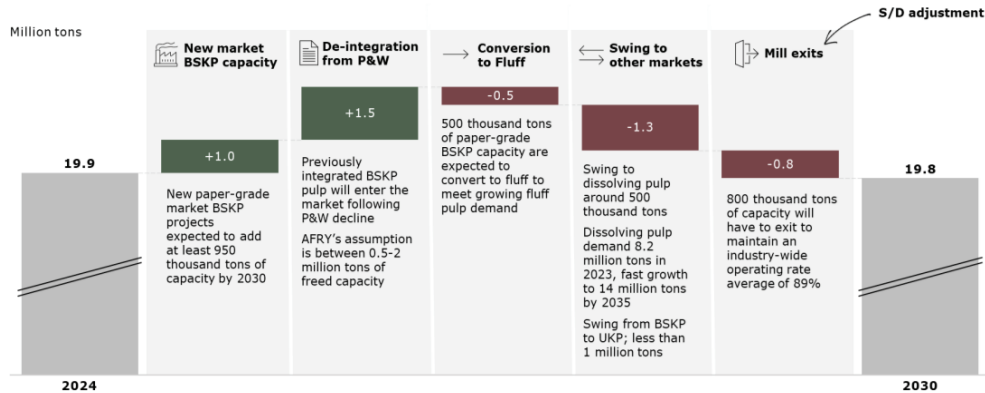 S/D adjustment
Million tons
New market
BSKP capacity
De-integration
from P&W
Conversion
to Fluff
Swing to
other markets
Mill exits
19.9
+1.0
New paper-grade
market BSKP
projects
expected to add
at least 950
thousand tons of
capacity by 2030
+1.5
Previously
integrated BSKP
pulp will enter the
market following
P&W decline
AFRY's assumption
is between 0.5-2
million tons of
freed capacity
-0.5
500 thousand tons
of paper-grade
BSKP capacity are
expected to
convert to fluff to
meet growing fluff
pulp demand
-1.3
Swing to
dissolving pulp
around 500
thousand tons
Dissolving pulp
demand 8.2
million tons in
2023, fast growth
to 14 million tons
by 2035
Swing from BSKP
to UKP; less than
1 million tons
-0.8
800 thousand tons
of capacity will
have to exit to
maintain an
industry-wide
operating rate
average of 89%
19.8
2024
2030